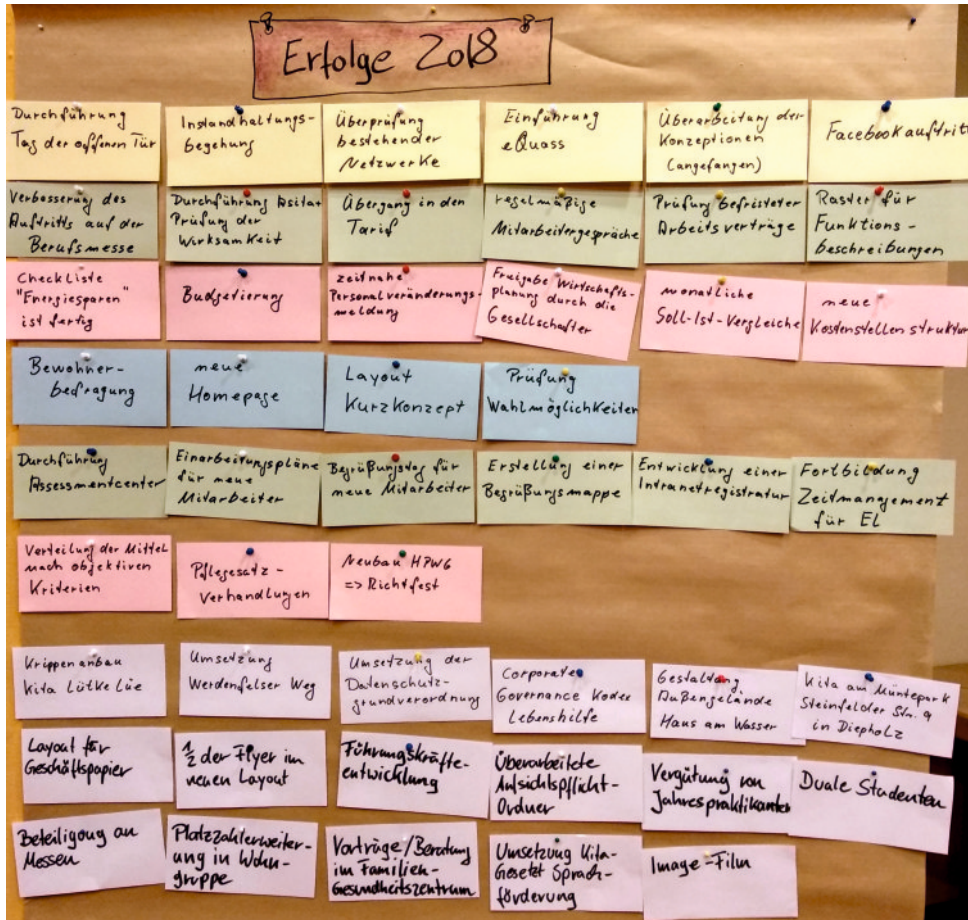 Erfolge 2018
Durchführung
Tag der offenen Tür
Instandhaltungs-
begehung
Überprüfung
bestehender
Netzwerke
Einführung
eQuass
Überarbeitung der
Konzeptionen
(angefangen)
Facebookauftritt
Verbesserung des
Auftritts auf der
Berufsmesse
Durchführung Asita
Prüfung der
Wirksamkeit
Übergang in den
Tarif
regelmäßige
Mitarbeitergespräche
Prüfung befristeter
Arbeitsverträge
Raster für
Funktions-
beschreibungen
Checkliste
"Energiesparen"
ist fertig
Budgetierung
zeitnahe
Personalveränderungs-
meldung
Freigabe Wirtschafts-
planung durch die
Gesellschafter
monatliche
Soll-Ist-Vergleiche
neue
Kostenstellenstruktur
Bewohner-
befragung
neue
Homepage
Layout
Kurzkonzept
Prüfung
Wahlmöglichkeiten
Durchführung
Assessmentcenter
Einarbeitungspläne
für neue
Mitarbeiter
Begrüßungstag für
neue Mitarbeiter
Erstellung einer
Begrüßungsmappe
Entwicklung einer
Intranetregistratur
Fortbildung
Zeitmanagement
für EL
Verteilung der Mittel
nach objektiven
Kriterien
Pflegesatz-
verhandlungen
Neubau HPWG
=> Richtfest
Krippenanbau
Kita Lütke Lüe
Umsetzung
Werdenfelser Weg
Umsetzung der
Datenschutz-
grundverordnung
Corporate
Governance Kodex
Lebenshilfe
Gestaltung
Außengelände
Haus am Wasser
Kita am Müntepark
Steinfelder Str. 9
in Diepholz
Layout für
Geschäftspapier
1/2 der Flyer im
neuen Layout
Führungskräfte-
entwicklung
Überarbeitete
Aufsichtspflicht-
Ordner
Vergütung von
Jahrespraktikanten
Duale Studenten
Beteiligung an
Messen
Platzzahlerweiter-
ung in Wohn-
gruppe
Vorträge/Beratung
im Familien-
Gesundheitszentrum
Umsetzung Kita-
Gesetzt Sprach-
förderung
Image-Film